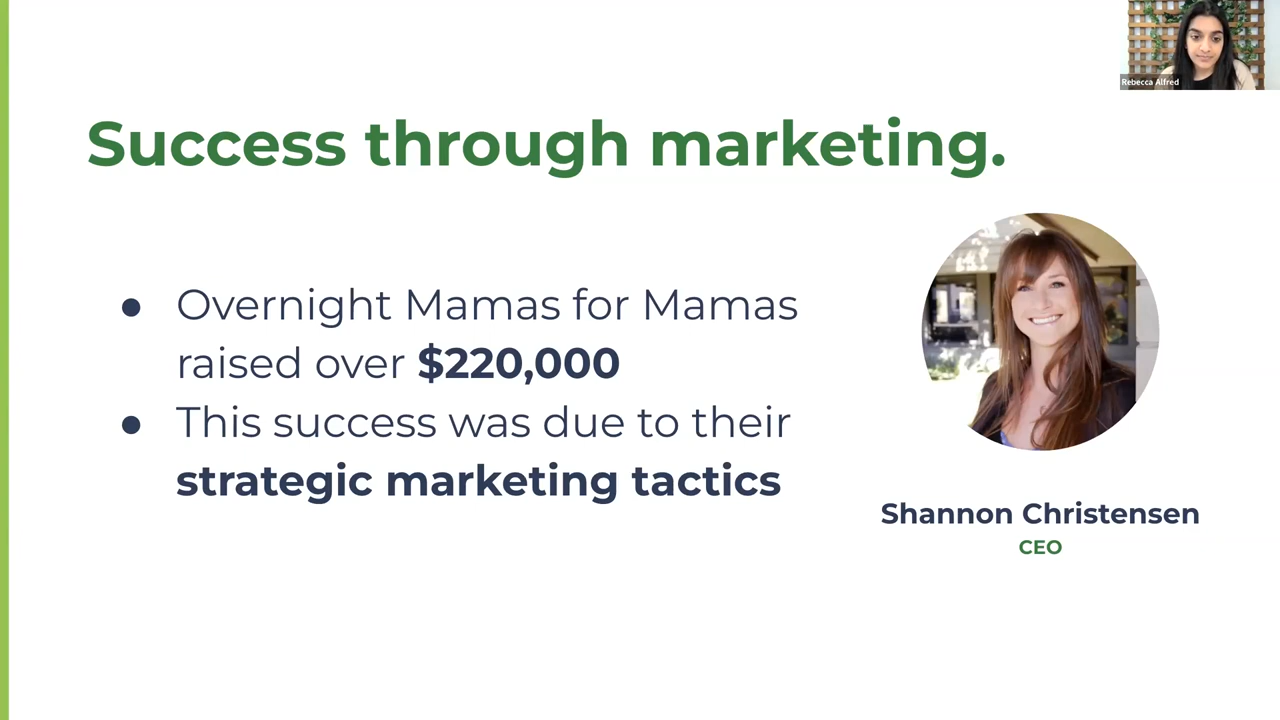 Rebecca Alfred
Success through marketing.
● Overnight Mamas for Mamas
raised over $220,000
● This success was due to their
strategic marketing tactics
Shannon Christensen
CEO